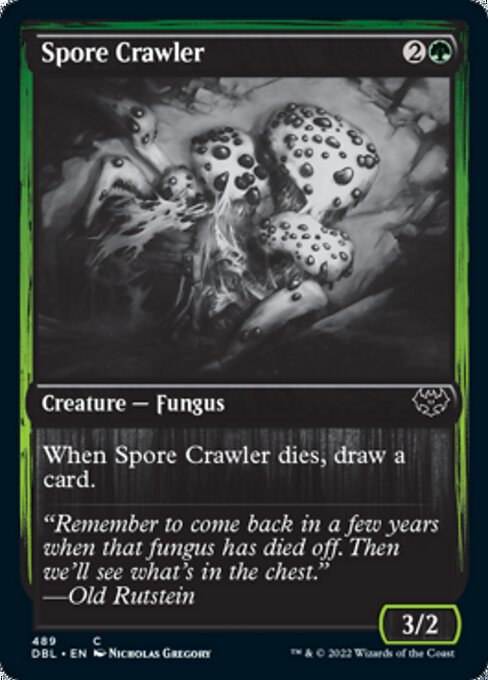 Spore Crawler 2
Creature — Fungus
When Spore Crawler dies, draw a
card.
“Remember to come back in a few years
when that fungus has died off. Then
we’ll see what’s in the chest.”
—Old Rutstein
3/2
489 C
DBL • EN Nicholas Gregory
™ & © 2022 Wizards of the Coast